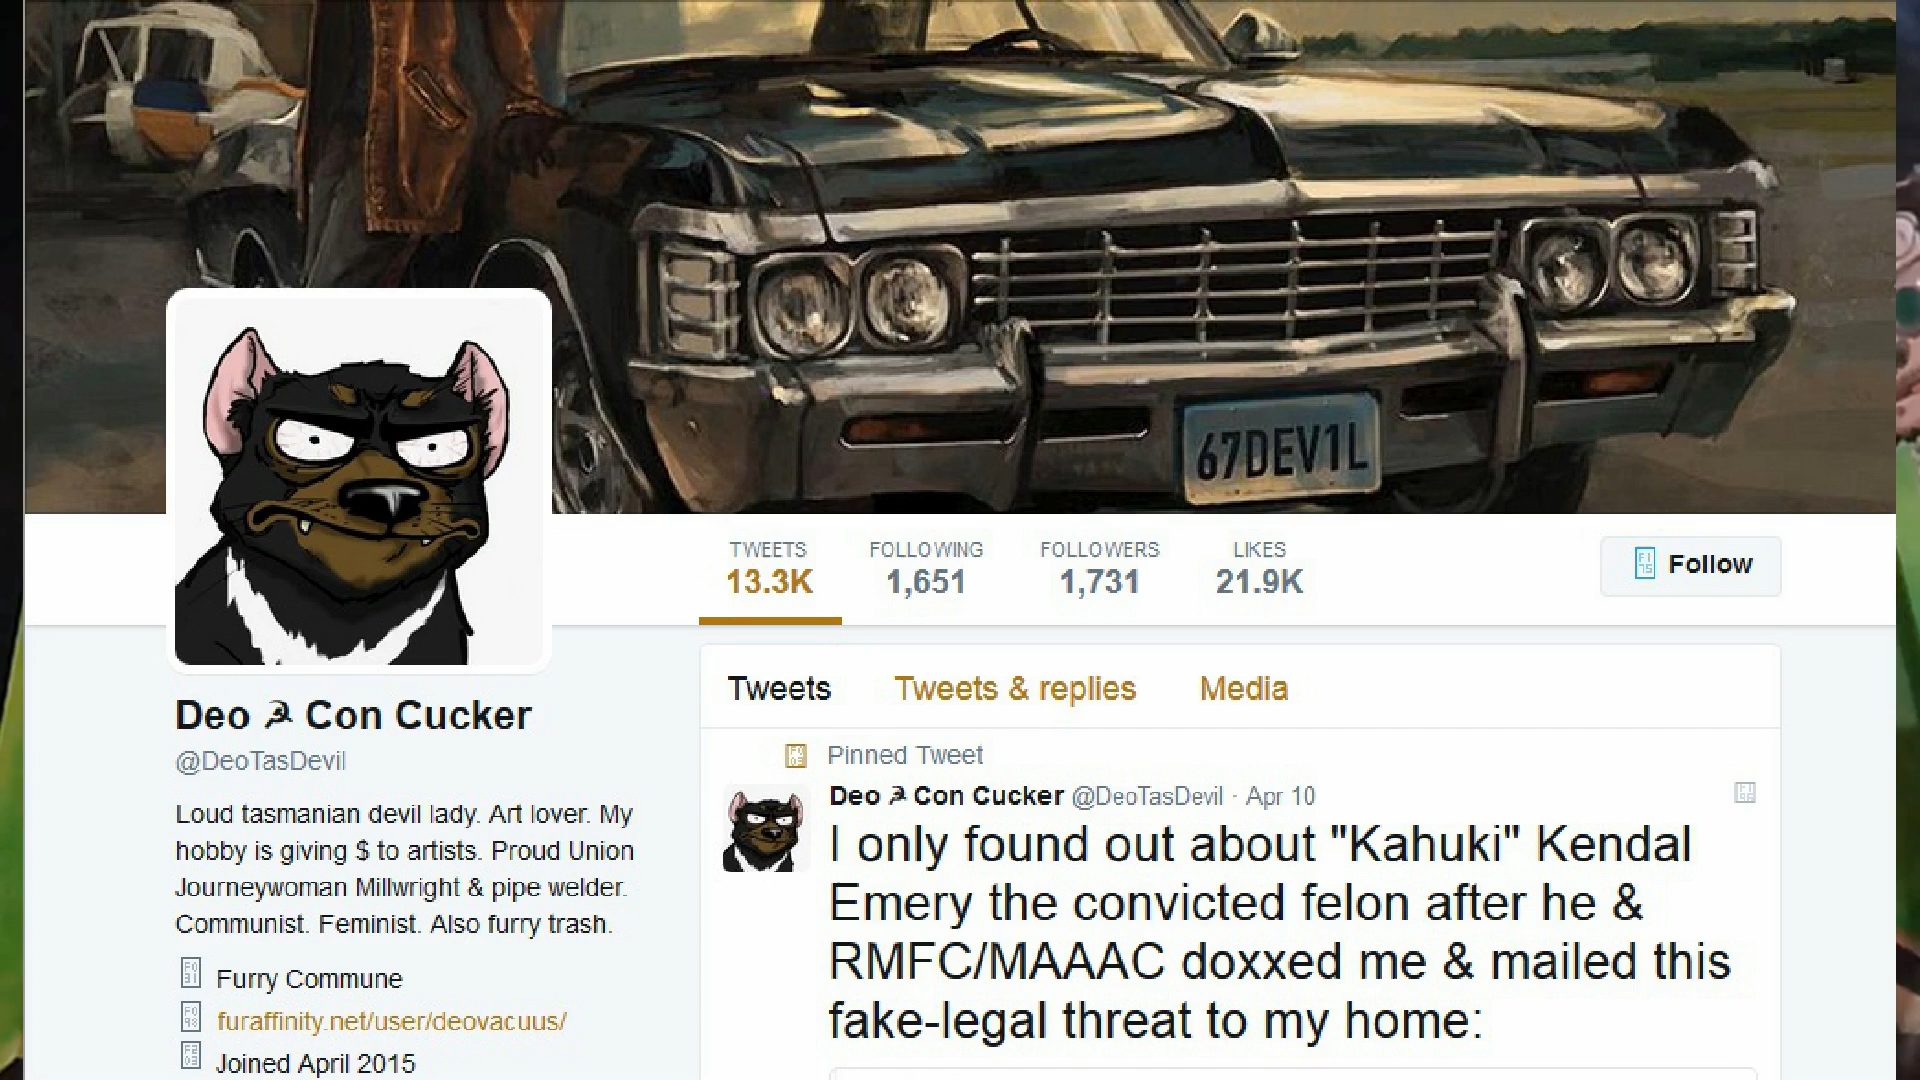 67DEV1L
TWEETS FOLLOWING FOLLOWERS LIKES
13.3K 1,651 1,731 21.9K
Follow
Deo ☭ Con Cucker
@DeoTasDevil
Loud tasmanian devil lady. Art lover. My
hobby is giving $ to artists. Proud Union
Journeywoman Millwright & pipe welder.
Communist. Feminist. Also furry trash.
Furry Commune
furaffinity.net/user/deovacuus/
Joined April 2015
Tweets Tweets & replies Media
Pinned Tweet
Deo ☭ Con Cucker @DeoTasDevil · Apr 10
I only found out about "Kahuki" Kendal
Emery the convicted felon after he &
RMFC/MAAAC doxxed me & mailed this
fake-legal threat to my home: